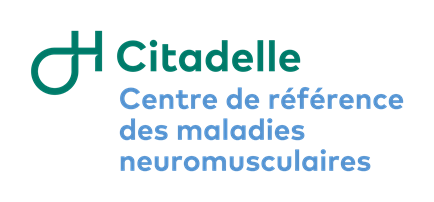 Citadelle
Centre de référence
des maladies
neuromusculaires